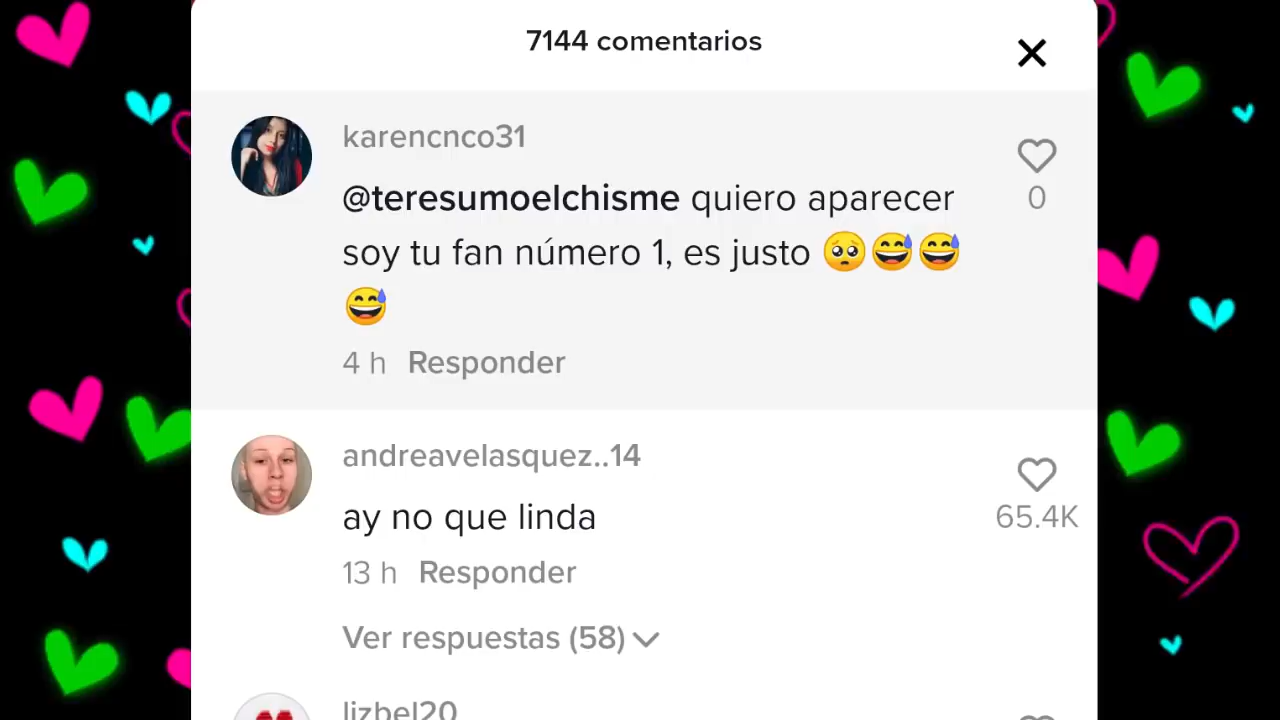 7144 comentarios
karencnco31
@teresumoelchisme quiero aparecer
soy tu fan número 1, es justo 🥺😅😅
😅
0
4 h Responder
andreavelasquez..14
ay no que linda
65.4K
13 h Responder
Ver respuestas (58)
lizbel20